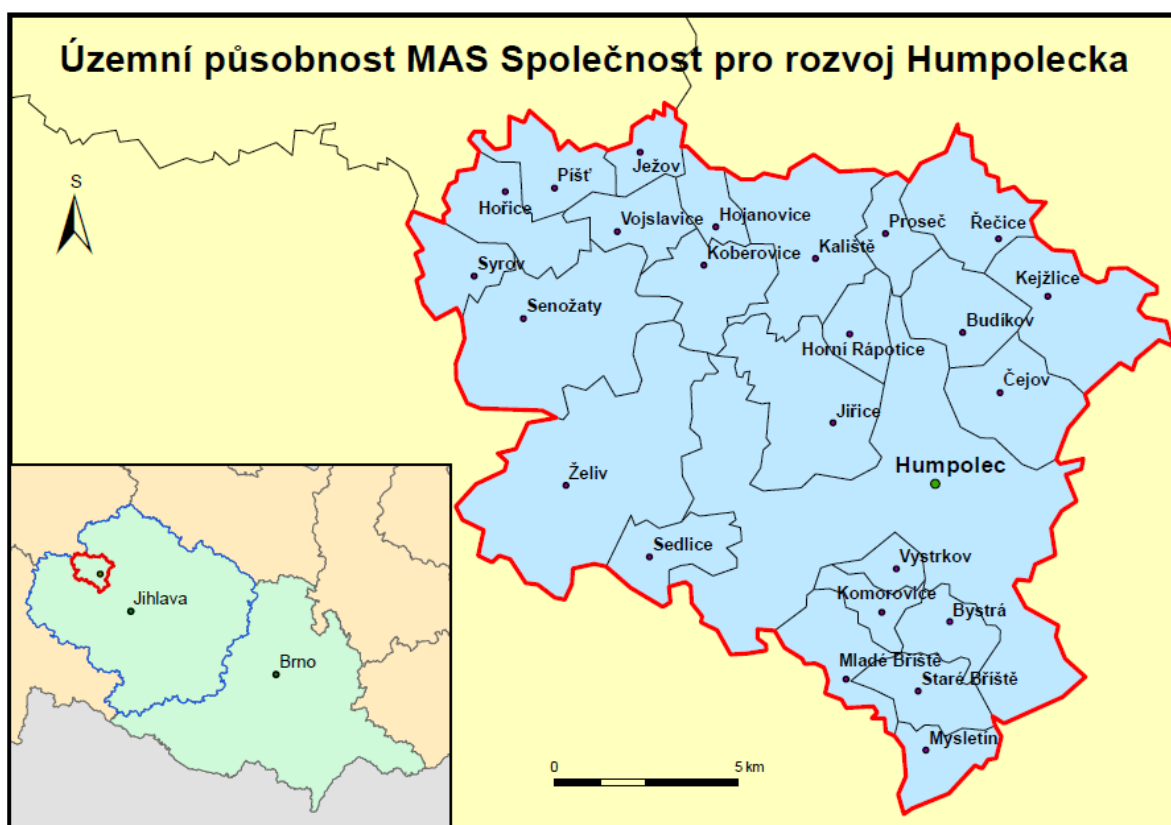 Územní působnost MAS Společnost pro rozvoj Humpolecka
S
Ježov
Píšť
Hořice
Vojslavice
Hojanovice
Proseč
Řečice
Syrov
Koberovice
Kaliště
Kejžlice
Senožaty
Horní Rápotice
Budíkov
Čejov
Jiřice
Želiv
Humpolec
Sedlice
Vystrkov
Komorovice
Bystrá
Mladé Bříště
Staré Bříště
Mysletín
Jihlava
Brno
0 5 km